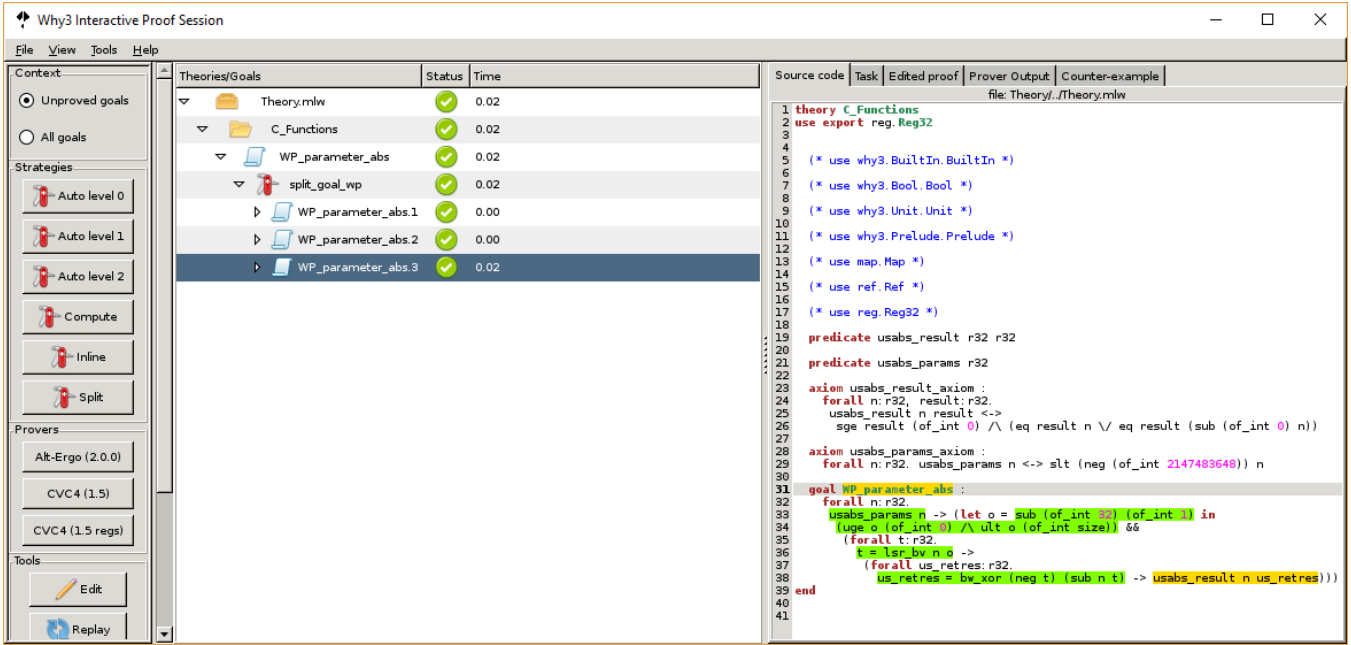 Why3 Interactive Proof Session
File View Tools Help
Context
Unproved goals
All goals
Strategies
Auto level 0
Auto level 1
Auto level 2
Compute
Inline
Split
Provers
Alt-Ergo (2.0.0)
CVC4 (1.5)
CVC4 (1.5 regs)
Tools
Edit
Replay
Theories/Goals Status Time
Theory.mlw 0.02
C_Functions 0.02
WP_parameter_abs 0.02
split_goal_wp 0.02
WP_parameter_abs.1 0.00
WP_parameter_abs.2 0.00
WP_parameter_abs.3 0.02
Source code Task Edited proof Prover Output Counter-example
file: Theory/../Theory.mlw
1 theory C_Functions
2 use export reg.Reg32
3
4
5 (* use why3.BuiltIn.BuiltIn *)
6
7 (* use why3.Bool.Bool *)
8
9 (* use why3.Unit.Unit *)
10
11 (* use why3.Prelude.Prelude *)
12
13 (* use map.Map *)
14
15 (* use ref.Ref *)
16
17 (* use reg.Reg32 *)
18
19 predicate usabs_result r32 r32
20
21 predicate usabs_params r32
22
23 axiom usabs_result_axiom :
24 forall n:r32, result:r32.
25 usabs_result n result <->
26 sge result (of_int 0) /\ (eq result n \/ eq result (sub (of_int 0) n))
27
28 axiom usabs_params_axiom :
29 forall n:r32. usabs_params n <-> slt (neg (of_int 2147483648)) n
30
31 goal WP_parameter_abs :
32 forall n:r32.
33 usabs_params n -> (let o = sub (of_int 32) (of_int 1) in
34 (uge o (of_int 0) /\ ult o (of_int size)) &&
35 (forall t:r32.
36 t = lsr_bv n o ->
37 (forall us_retres:r32.
38 us_retres = bw_xor (neg t) (sub n t) -> usabs_result n us_retres)))
39 end
40
41